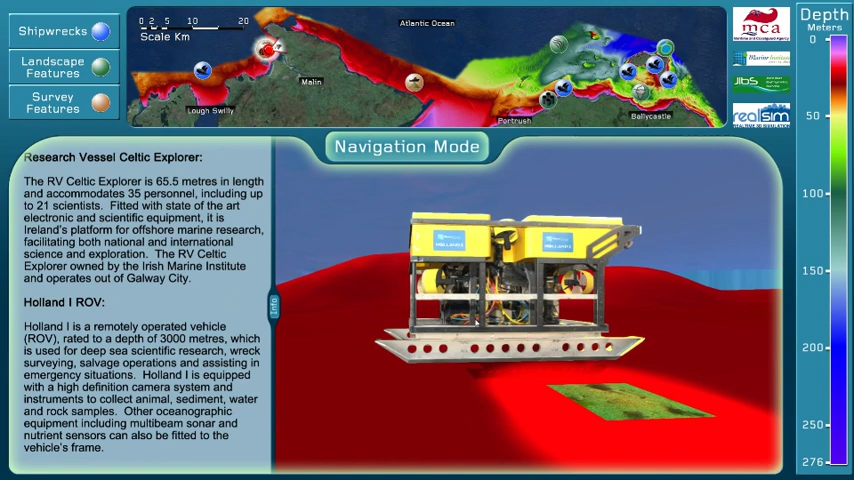 Shipwrecks
Landscape
Features
Survey
Features
0 2 5 10 20
Scale Km
Atlantic Ocean
Malin
Lough Swilly
Portrush
Ballycastle
mca
Marine Institute
JIBS
realsim
Depth
Meters
0
50
100
150
200
250
276
Navigation Mode
Research Vessel Celtic Explorer:
The RV Celtic Explorer is 65.5 metres in length
and accommodates 35 personnel, including up
to 21 scientists. Fitted with state of the art
electronic and scientific equipment, it is
Ireland's platform for offshore marine research,
facilitating both national and international
science and exploration. The RV Celtic
Explorer owned by the Irish Marine Institute
and operates out of Galway City.
Holland I ROV:
Holland I is a remotely operated vehicle
(ROV), rated to a depth of 3000 metres, which
is used for deep sea scientific research, wreck
surveying, salvage operations and assisting in
emergency situations. Holland I is equipped
with a high definition camera system and
instruments to collect animal, sediment, water
and rock samples. Other oceanographic
equipment including multibeam sonar and
nutrient sensors can also be fitted to the
vehicle's frame.
Info
HOLLAND I
HOLLAND I